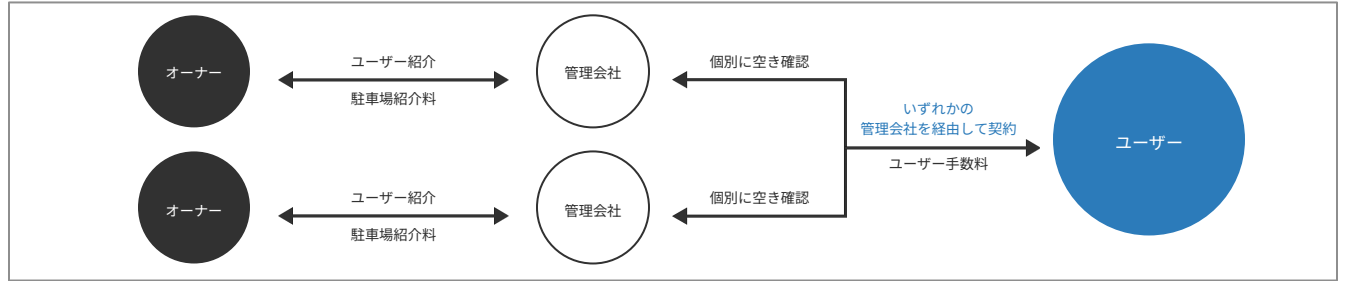 オーナー
ユーザー紹介
駐車場紹介料
管理会社
個別に空き確認
いずれかの
管理会社を経由して契約
ユーザー手数料
ユーザー
オーナー
ユーザー紹介
駐車場紹介料
管理会社
個別に空き確認